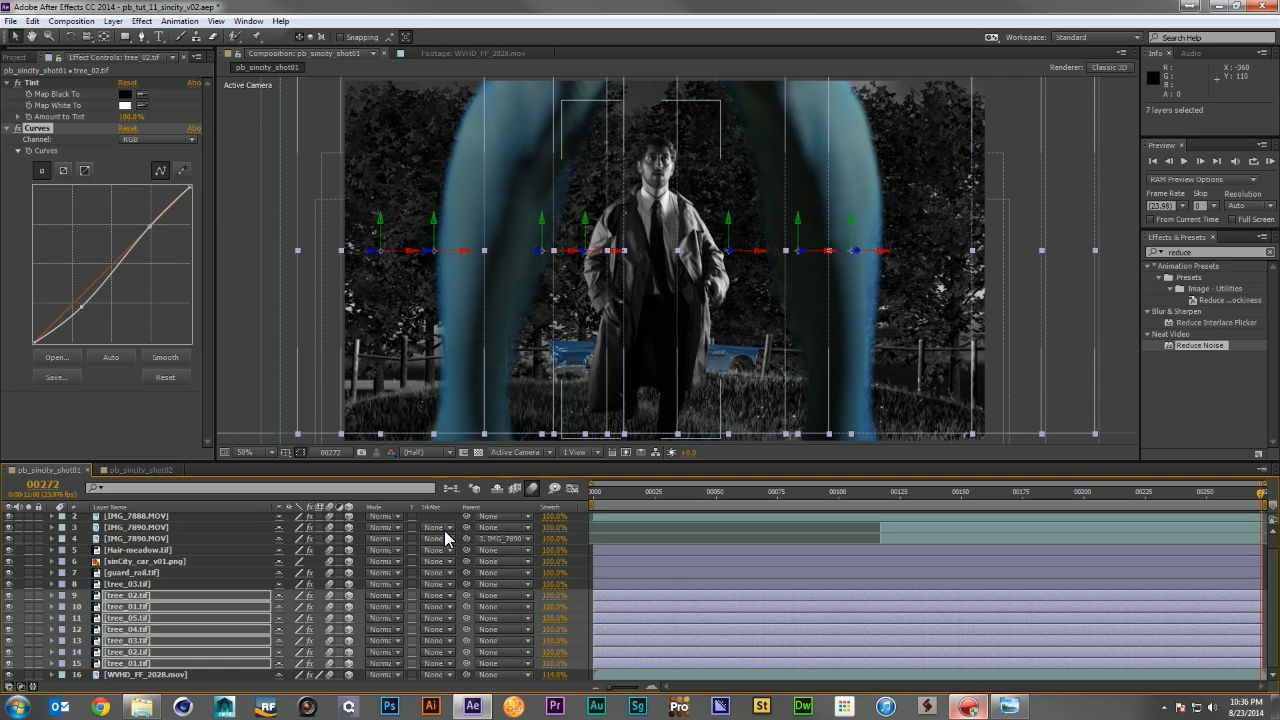 Adobe After Effects CC 2014 - pb_tut_11_sincity_v02.aep *
File Edit Composition Layer Effect Animation View Window Help
Snapping
Workspace: Standard
Search Help
Project
Effect Controls: tree_02.tif
Composition: pb_sincity_shot01
Footage: WVHD_FF_2028.mov
Info
Audio
pb_sincity_shot01 • tree_02.tif
pb_sincity_shot01
Renderer: Classic 3D
Tint
Reset
Abo
Map Black To
Map White To
Amount to Tint
100.0%
Curves
Reset
Abo
Channel:
RGB
Curves
Open...
Auto
Smooth
Save...
Reset
Active Camera
R :
G :
B :
A : 0
X : -360
Y : 110
7 layers selected
Preview
RAM Preview Options
Frame Rate Skip Resolution
(23.98) 0 Auto
From Current Time
Full Screen
Effects & Presets
reduce
* Animation Presets
Presets
Image - Utilities
Reduce ...ockiness
Blur & Sharpen
Reduce Interlace Flicker
Neat Video
Reduce Noise
50%
00272
(Half)
Active Camera
1 View
+0.0
pb_sincity_shot01
pb_sincity_shot02
00272
0:00:11:08 (23.976 fps)
0000 00025 00050 00075 00100 00125 00150 00175 00200 00225 00250
# Layer Name Mode T TrkMat Parent Stretch
2 [IMG_7888.MOV] Norma None 100.0%
3 [IMG_7890.MOV] Norma None None 100.0%
4 [IMG_7890.MOV] Norma None 3. IMG_7890 100.0%
5 [Hair-meadow.tif] Norma None None 100.0%
6 [sinCity_car_v01.png] Norma None None 100.0%
7 [guard_rail.tif] Norma None None 100.0%
8 [tree_03.tif] Norma None None 100.0%
9 [tree_02.tif] Norma None None 100.0%
10 [tree_01.tif] Norma None None 100.0%
11 [tree_05.tif] Norma None None 100.0%
12 [tree_04.tif] Norma None None 100.0%
13 [tree_03.tif] Norma None None 100.0%
14 [tree_02.tif] Norma None None 100.0%
15 [tree_01.tif] Norma None None 100.0%
16 [WVHD_FF_2028.mov] Norma None None 114.0%
RF
Ps
Ai
Ae
Pr
Au
Sg
Pro
St
Dw
10:36 PM
8/23/2014